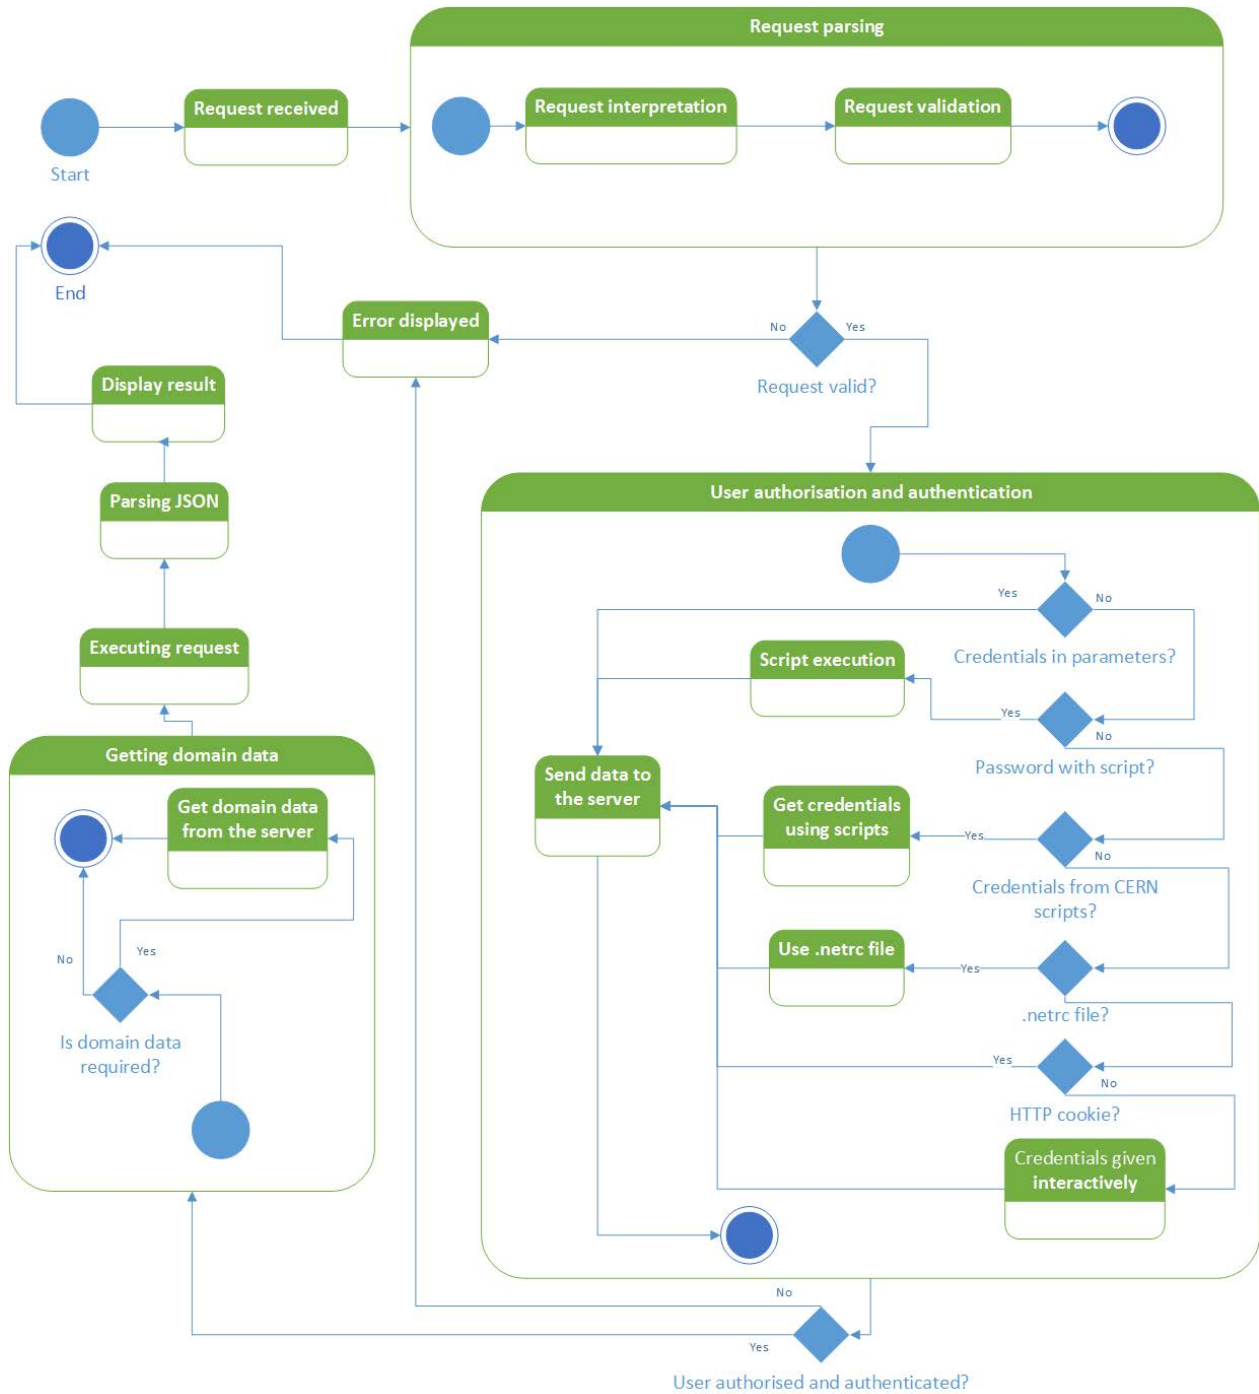 Request parsing
Request received
Request interpretation
Request validation
Start
End
Error displayed
No
Yes
Request valid?
Display result
Parsing JSON
Executing request
User authorisation and authentication
Yes
No
Credentials in parameters?
Script execution
Yes
No
Password with script?
Send data to
the server
Get credentials
using scripts
Yes
No
Credentials from CERN
scripts?
Use .netrc file
Yes
.netrc file?
Yes
No
HTTP cookie?
Credentials given
interactively
Getting domain data
Get domain data
from the server
Yes
No
Is domain data
required?
No
Yes
User authorised and authenticated?